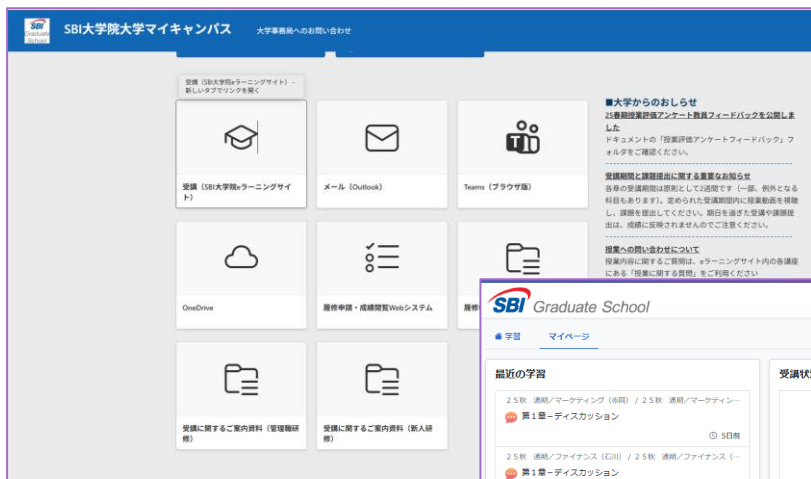 SBI
Graduate
School
SBI大学院大学マイキャンパス
大学事務局へのお問い合わせ
受講（SBI大学院eラーニングサイト） -
新しいタブでリンクを開く
受講（SBI大学院eラーニングサイ
ト）
メール（Outlook）
Teams（ブラウザ版）
OneDrive
履修申請・成績閲覧Webシステム
履修
受講に関するご案内資料（管理職研
修）
受講に関するご案内資料（新人研
修）
■大学からのおしらせ
25春期授業評価アンケート教員フィードバックを公開しま
した
ドキュメントの「授業評価アンケートフィードバック」フ
ォルダをご確認ください。
受講期間と課題提出に関する重要なお知らせ
各章の受講期間は原則として2週間です（一部、例外となる
科目もあります）。定められた受講期間内に授業動画を視聴
し、課題を提出してください。期日を過ぎた受講や課題提
出は、成績に反映されませんのでご注意ください。
授業への問い合わせについて
授業内容に関するご質問は、eラーニングサイト内の各講座
にある「授業に関する質問」をご利用ください
SBI Graduate School
学習
マイページ
最近の学習
25秋 通期／マーケティング（赤岡）/ 25秋 通期／マーケティン…
第1章－ディスカッション
5日前
25秋 通期／ファイナンス（石川）/ 25秋 通期／ファイナンス（…
第1章－ディスカッション
受講状